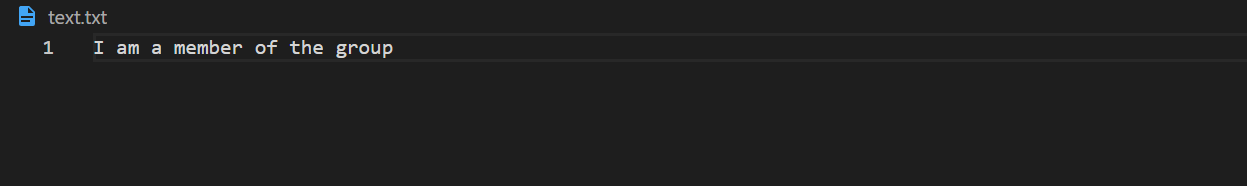 text.txt
1 I am a member of the group